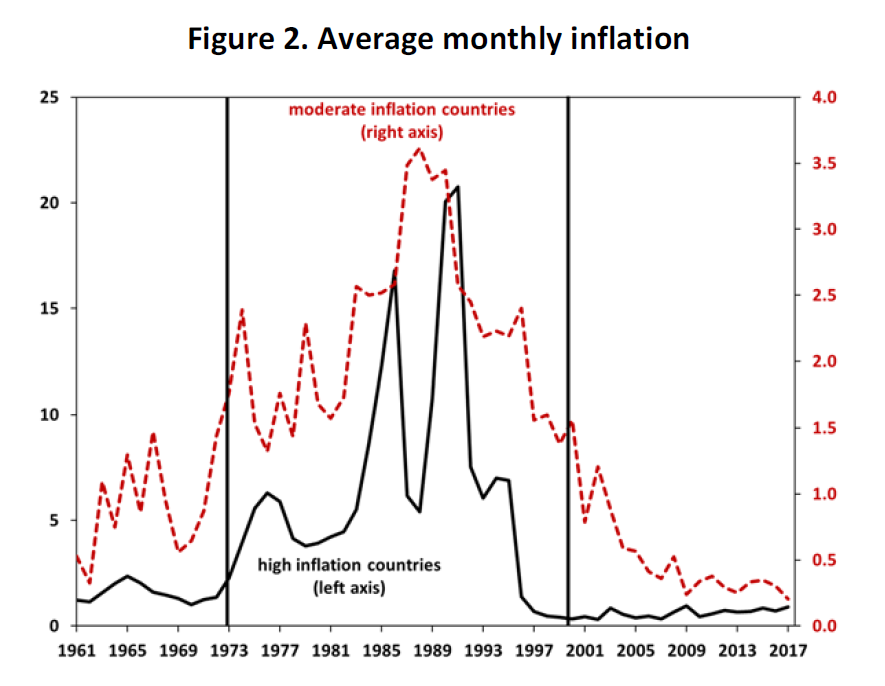 Figure 2. Average monthly inflation
25
20
15
10
5
0
moderate inflation countries
(right axis)
high inflation countries
(left axis)
4.0
3.5
3.0
2.5
2.0
1.5
1.0
0.5
0.0
1961 1965 1969 1973 1977 1981 1985 1989 1993 1997 2001 2005 2009 2013 2017